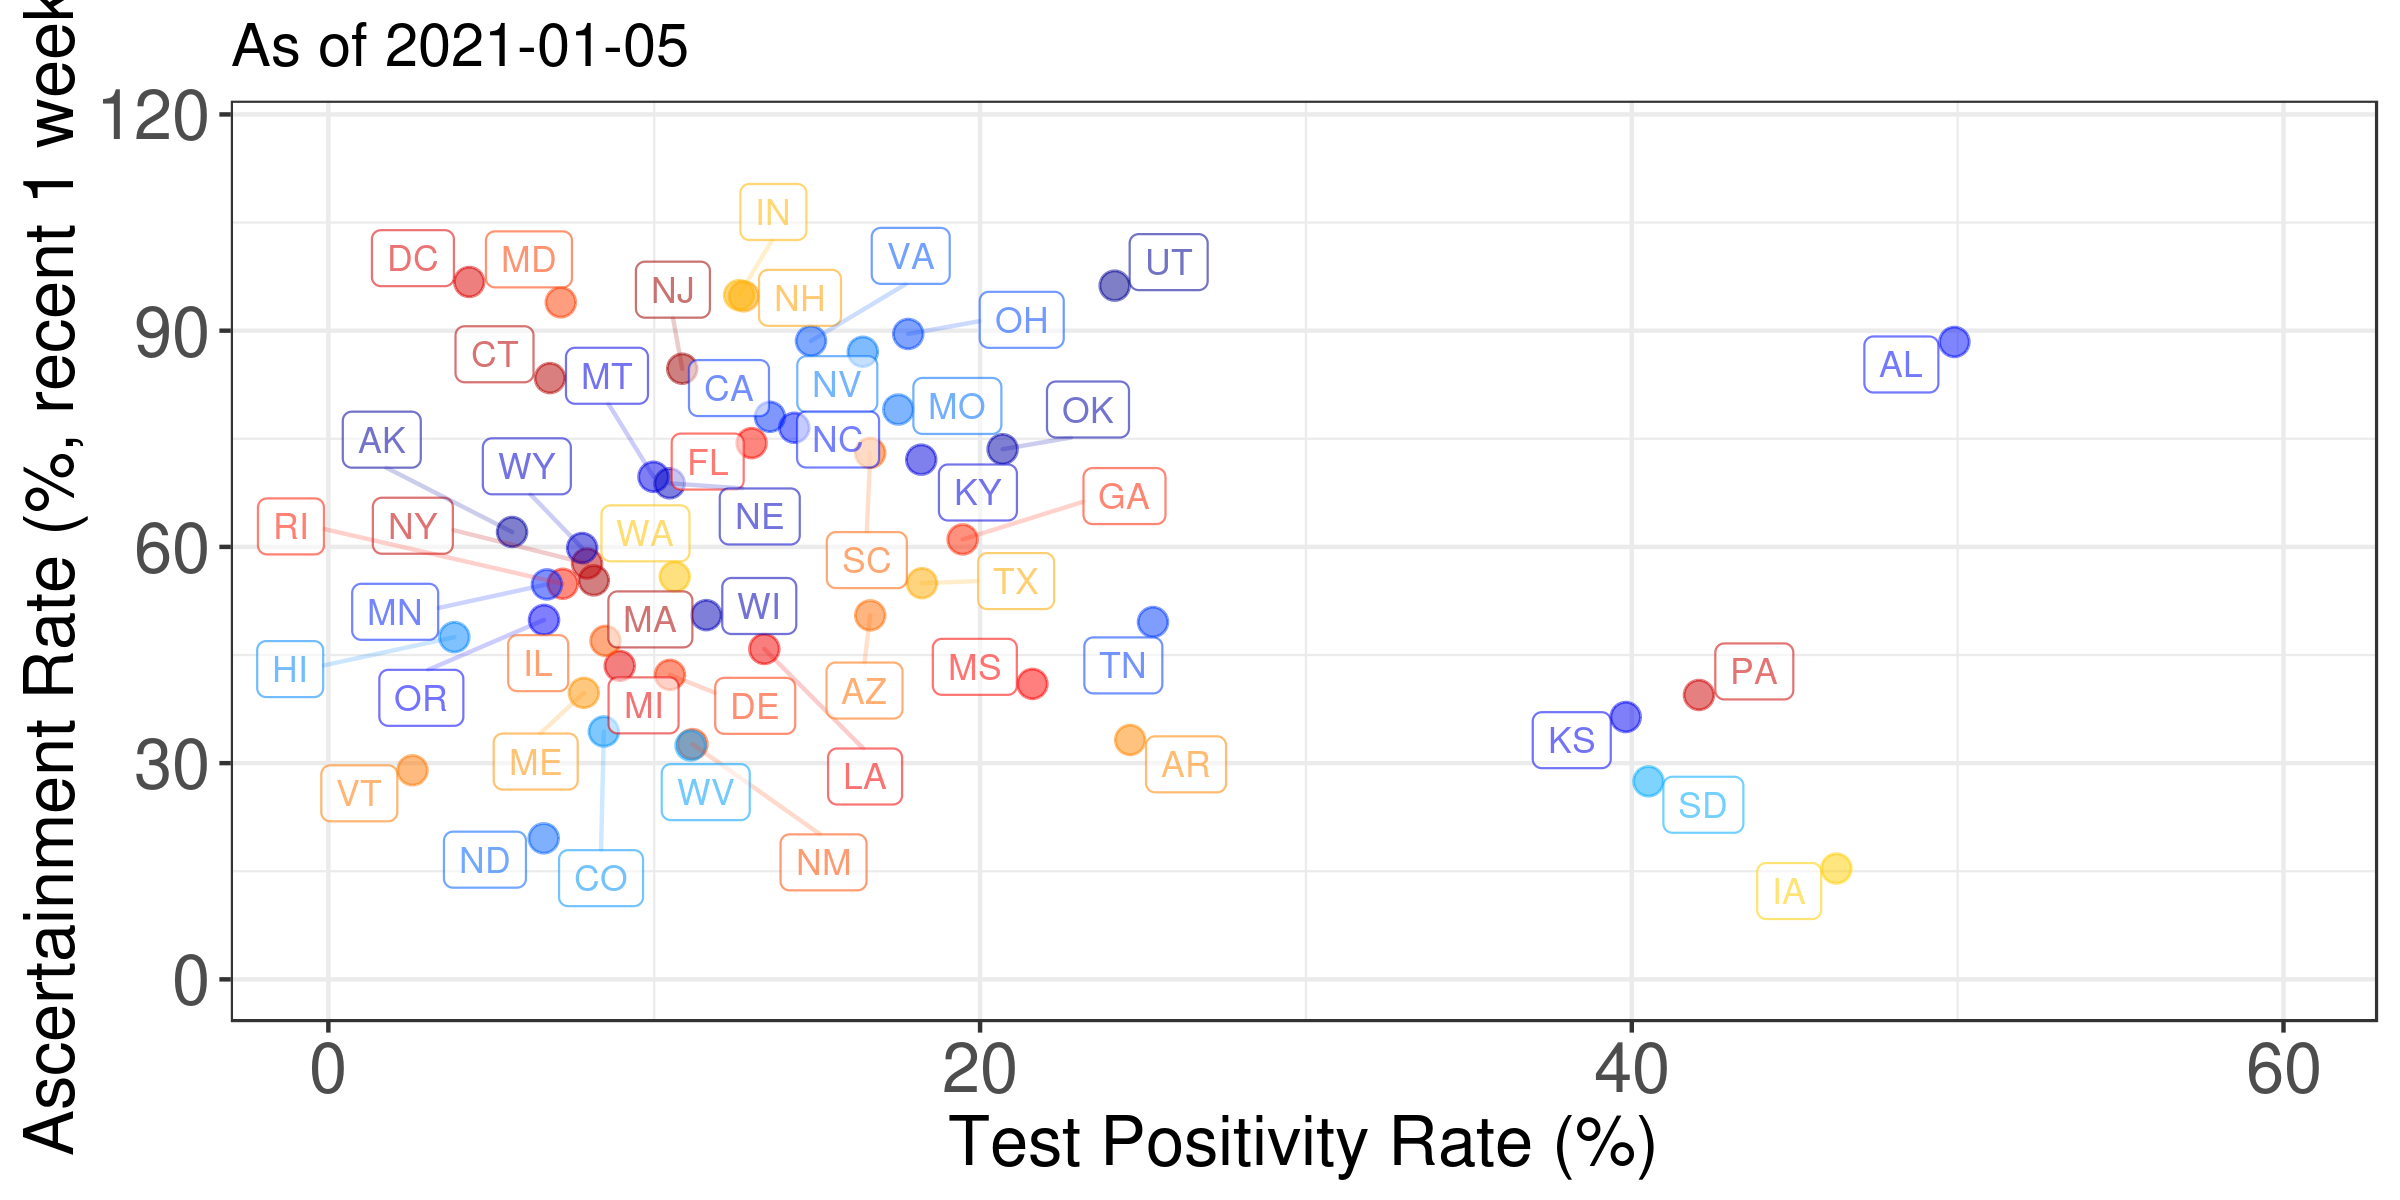 As of 2021-01-05
Ascertainment Rate (%, recent 1 week
120
90
60
30
0
IN
DC
MD
VA
UT
NJ
NH
OH
CT
MT
CA
NV
AL
MO
OK
AK
WY
FL
NC
KY
GA
RI
NY
WA
NE
SC
TX
MN
MA
WI
HI
IL
TN
MS
PA
OR
MI
DE
AZ
KS
ME
LA
AR
VT
WV
SD
ND
CO
NM
IA
0
20
40
60
Test Positivity Rate (%)